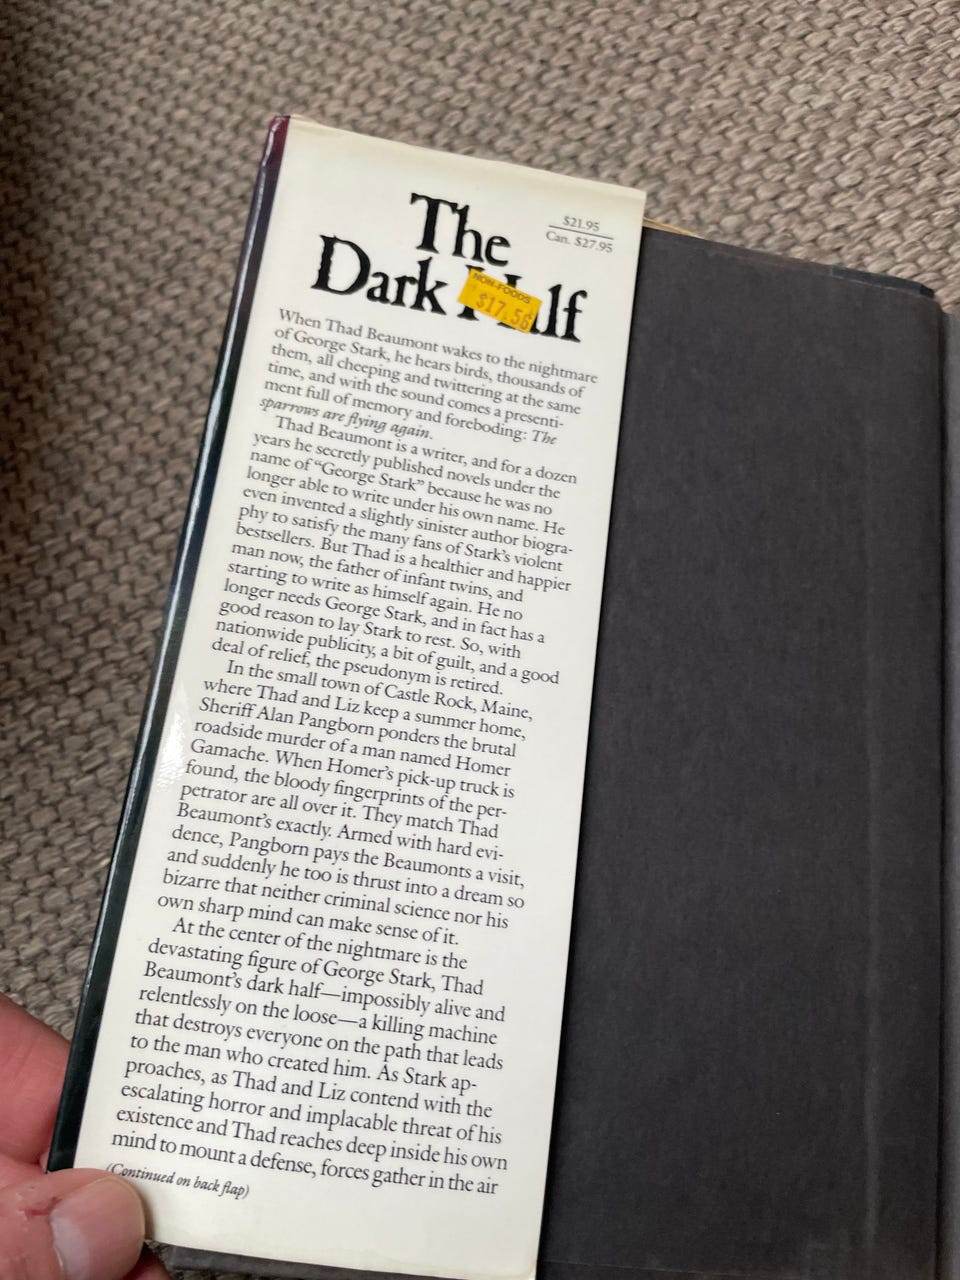 The
Dark Half
$21.95
Can. $27.95
NON-FOODS
$17.56
When Thad Beaumont wakes to the nightmare
of George Stark, he hears birds, thousands of
them, all cheeping and twittering at the same
time, and with the sound comes a presenti-
ment full of memory and foreboding: The
sparrows are flying again.
Thad Beaumont is a writer, and for a dozen
years he secretly published novels under the
name of "George Stark" because he was no
longer able to write under his own name. He
even invented a slightly sinister author biogra-
phy to satisfy the many fans of Stark's violent
bestsellers. But Thad is a healthier and happier
man now, the father of infant twins, and
starting to write as himself again. He no
longer needs George Stark, and in fact has a
good reason to lay Stark to rest. So, with
nationwide publicity, a bit of guilt, and a good
deal of relief, the pseudonym is retired.
In the small town of Castle Rock, Maine,
where Thad and Liz keep a summer home,
Sheriff Alan Pangborn ponders the brutal
roadside murder of a man named Homer
Gamache. When Homer's pick-up truck is
found, the bloody fingerprints of the per-
petrator are all over it. They match Thad
Beaumont's exactly. Armed with hard evi-
dence, Pangborn pays the Beaumonts a visit,
and suddenly he too is thrust into a dream so
bizarre that neither criminal science nor his
own sharp mind can make sense of it.
At the center of the nightmare is the
devastating figure of George Stark, Thad
Beaumont's dark half—impossibly alive and
relentlessly on the loose—a killing machine
that destroys everyone on the path that leads
to the man who created him. As Stark ap-
proaches, as Thad and Liz contend with the
escalating horror and implacable threat of his
existence and Thad reaches deep inside his own
mind to mount a defense, forces gather in the air
(Continued on back flap)